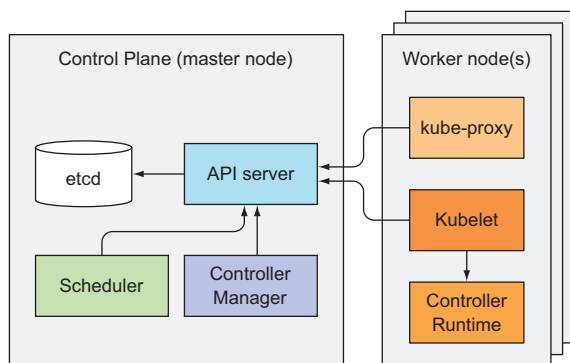 Control Plane (master node)
Worker node(s)
kube-proxy
etcd
API server
Kubelet
Scheduler
Controller
Manager
Controller
Runtime